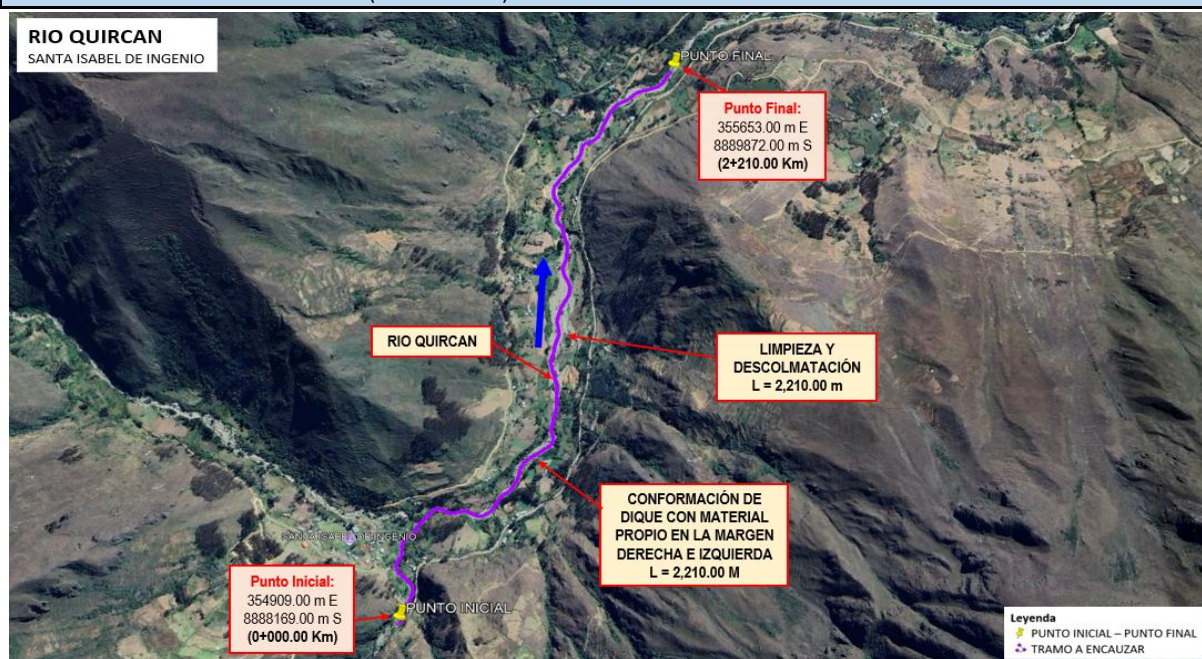 RIO QUIRCAN
SANTA ISABEL DE INGENIO
PUNTO FINAL
Punto Final:
355653.00 m E
8889872.00 m S
(2+210.00 Km)
RIO QUIRCAN
LIMPIEZA Y
DESCOLMATACIÓN
L = 2,210.00 m
CONFORMACIÓN DE
DIQUE CON MATERIAL
PROPIO EN LA MARGEN
DERECHA E IZQUIERDA
L = 2,210.00 M
SANTA ISABEL DE INGENIO
Punto Inicial:
354909.00 m E
8888169.00 m S
(0+000.00 Km)
PUNTO INICIAL
Leyenda
PUNTO INICIAL – PUNTO FINAL
TRAMO A ENCAUZAR